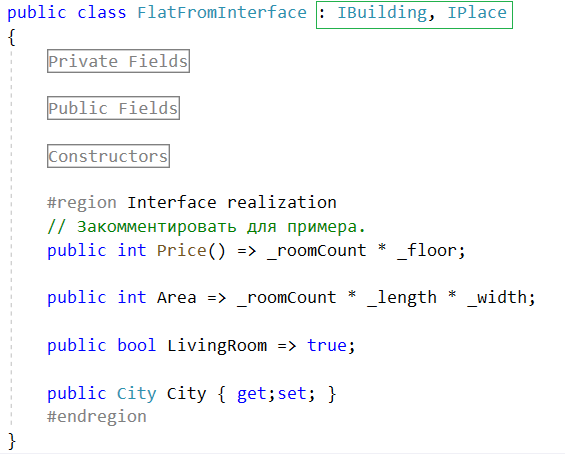 public class FlatFromInterface : IBuilding, IPlace
{
Private Fields
Public Fields
Constructors
#region Interface realization
// Закомментировать для примера.
public int Price() => _roomCount * _floor;
public int Area => _roomCount * _length * _width;
public bool LivingRoom => true;
public City City { get;set; }
#endregion
}